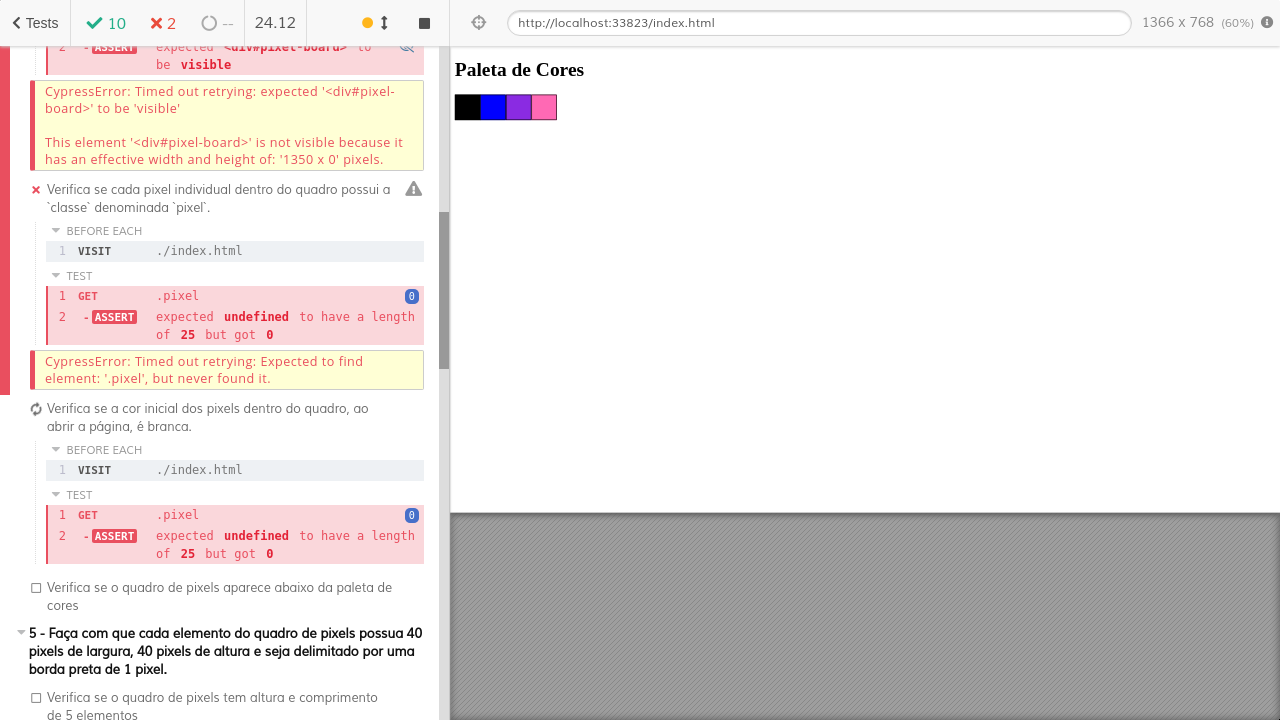 Tests
10
2
--
24.12
http://localhost:33823/index.html
1366 x 768 (60%)
2 -ASSERT expected <div#pixel-board> to
be visible
CypressError: Timed out retrying: expected '<div#pixel-
board>' to be 'visible'
This element '<div#pixel-board>' is not visible because it
has an effective width and height of: '1350 x 0' pixels.
Verifica se cada pixel individual dentro do quadro possui a
`classe` denominada `pixel`.
BEFORE EACH
1 VISIT ./index.html
TEST
1 GET .pixel 0
2 -ASSERT expected undefined to have a length
of 25 but got 0
CypressError: Timed out retrying: Expected to find
element: '.pixel', but never found it.
Verifica se a cor inicial dos pixels dentro do quadro, ao
abrir a página, é branca.
BEFORE EACH
1 VISIT ./index.html
TEST
1 GET .pixel 0
2 -ASSERT expected undefined to have a length
of 25 but got 0
Verifica se o quadro de pixels aparece abaixo da paleta de
cores
5 - Faça com que cada elemento do quadro de pixels possua 40
pixels de largura, 40 pixels de altura e seja delimitado por uma
borda preta de 1 pixel.
Verifica se o quadro de pixels tem altura e comprimento
de 5 elementos
Paleta de Cores